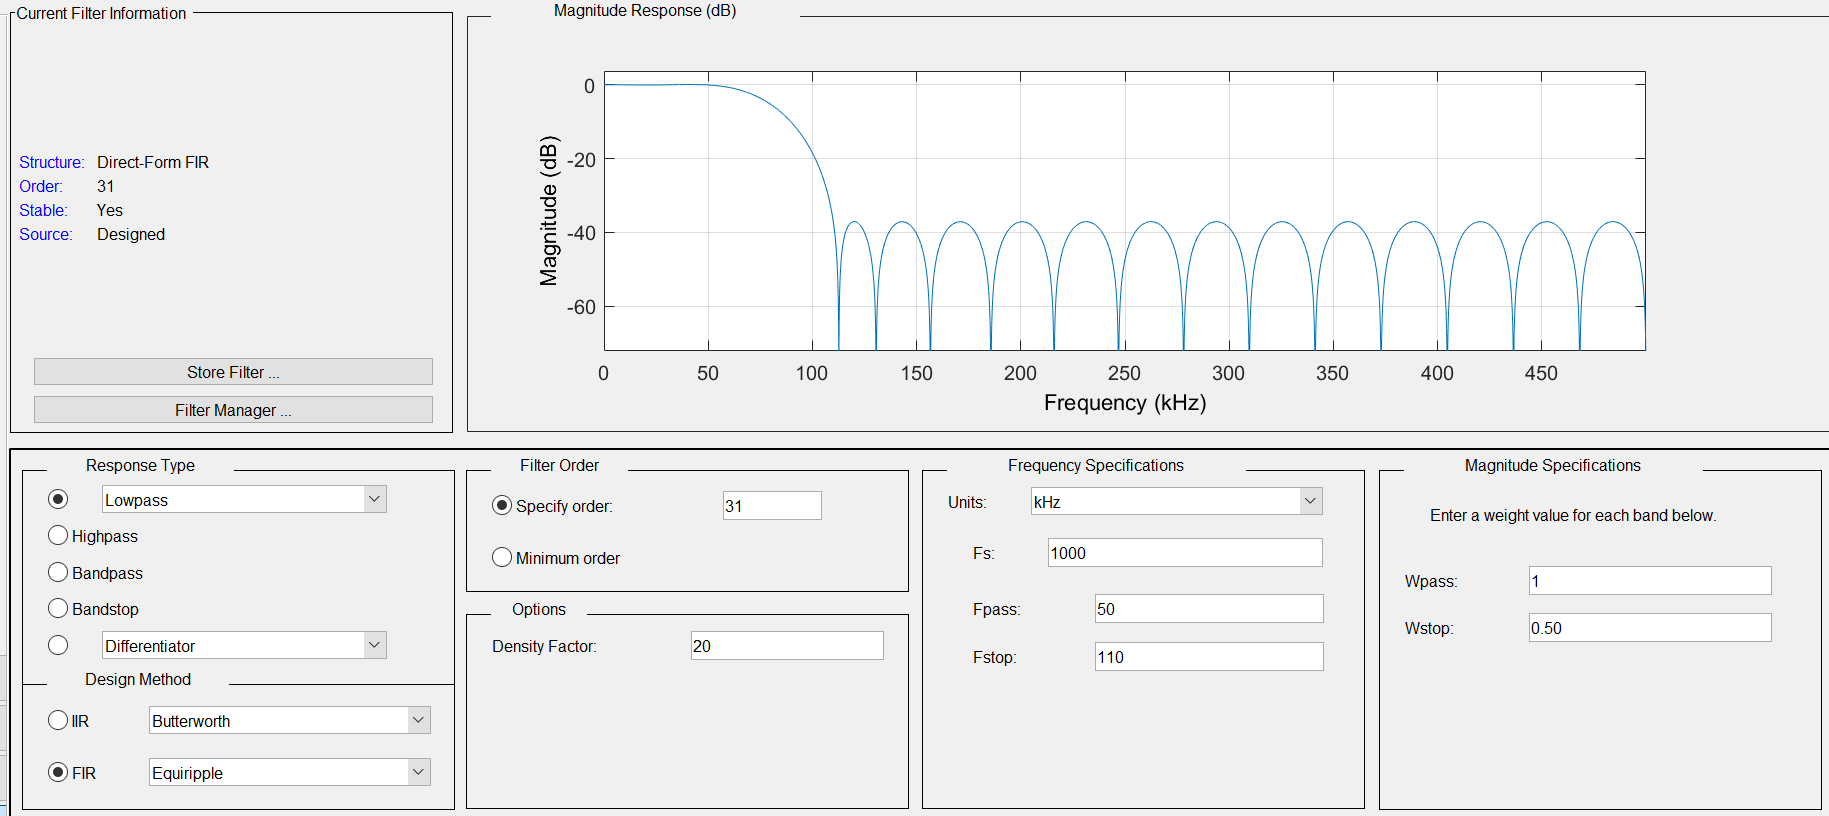 Current Filter Information
Structure: Direct-Form FIR
Order: 31
Stable: Yes
Source: Designed
Store Filter ...
Filter Manager ...
Magnitude Response (dB)
Magnitude (dB)
0
-20
-40
-60
0 50 100 150 200 250 300 350 400 450
Frequency (kHz)
Response Type
Lowpass
Highpass
Bandpass
Bandstop
Differentiator
Design Method
IIR Butterworth
FIR Equiripple
Filter Order
Specify order: 31
Minimum order
Options
Density Factor: 20
Frequency Specifications
Units: kHz
Fs: 1000
Fpass: 50
Fstop: 110
Magnitude Specifications
Enter a weight value for each band below.
Wpass: 1
Wstop: 0.50